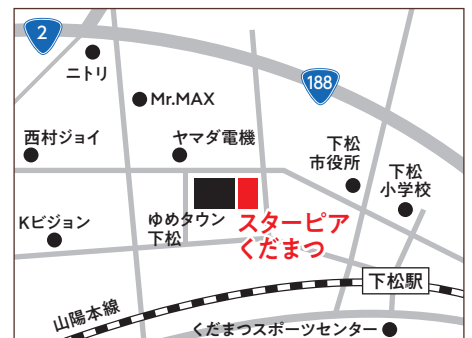 2
ニトリ
188
Mr.MAX
西村ジョイ
ヤマダ電機
下松
市役所
下松
小学校
Kビジョン
ゆめタウン
下松
スターピア
くだまつ
下松駅
山陽本線
くだまつスポーツセンター